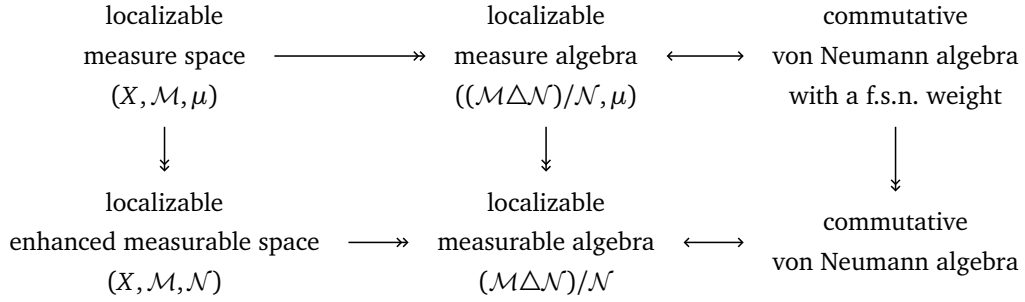 localizable
measure space
(X, ℳ, μ)
localizable
measure algebra
((ℳ△𝒩)/𝒩, μ)
commutative
von Neumann algebra
with a f.s.n. weight
localizable
enhanced measurable space
(X, ℳ, 𝒩)
localizable
measurable algebra
(ℳ△𝒩)/𝒩
commutative
von Neumann algebra